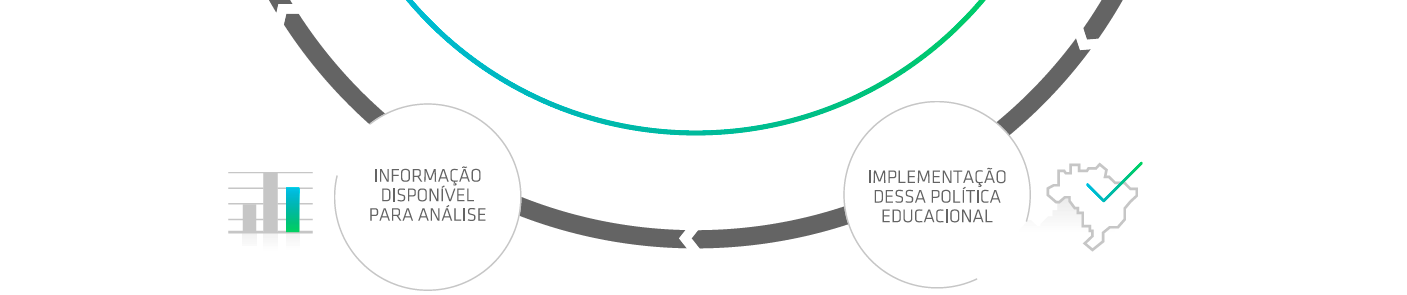 INFORMAÇÃO
DISPONÍVEL
PARA ANÁLISE
IMPLEMENTAÇÃO
DESSA POLÍTICA
EDUCACIONAL